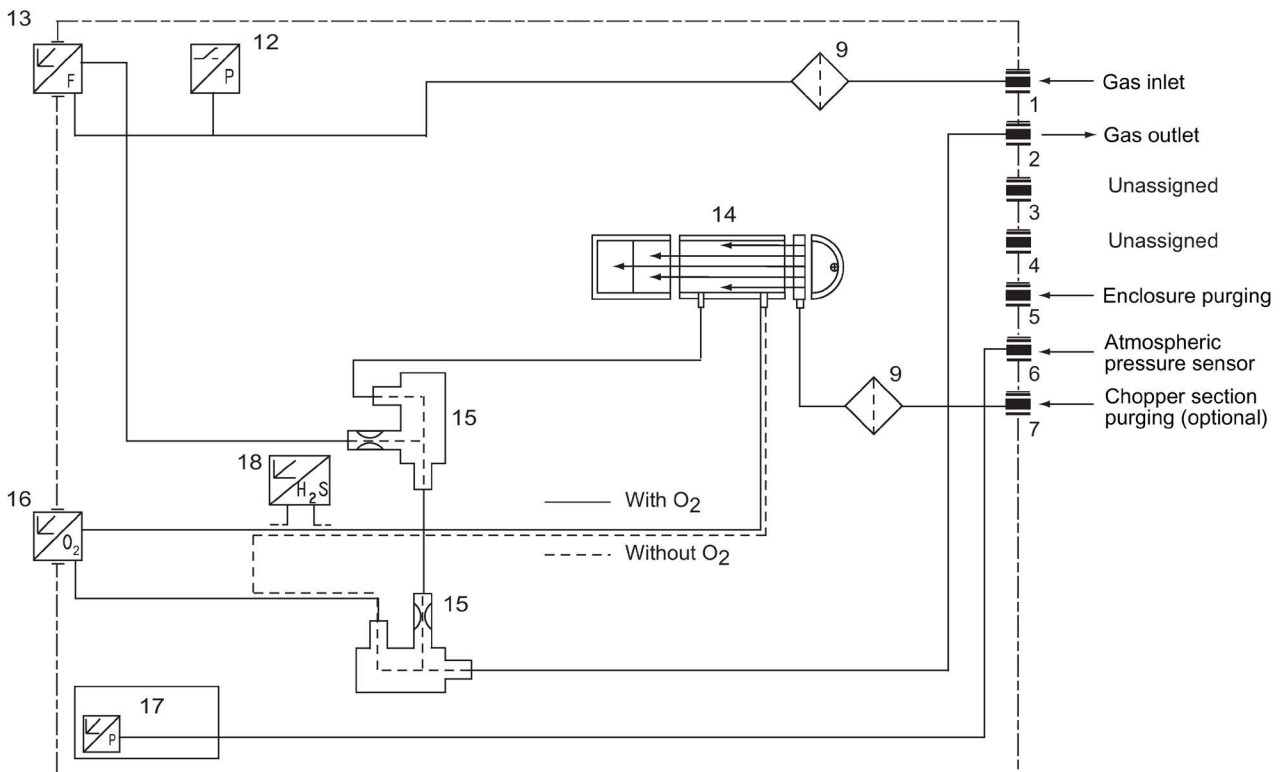 13
F
12
P
9
1
Gas inlet
2
Gas outlet
3
Unassigned
4
Unassigned
5
Enclosure purging
6
Atmospheric
pressure sensor
7
Chopper section
purging (optional)
14
9
15
18
H2S
16
O2
With O2
Without O2
15
17
P